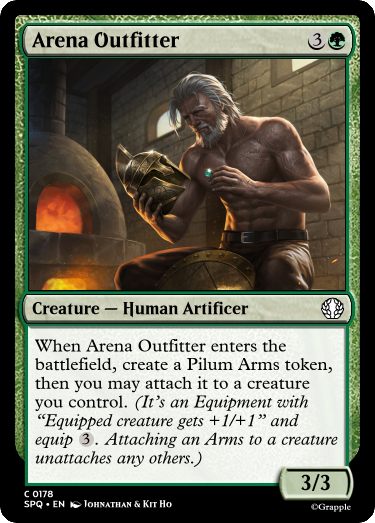 Arena Outfitter 3
Creature — Human Artificer
When Arena Outfitter enters the
battlefield, create a Pilum Arms token,
then you may attach it to a creature
you control. (It's an Equipment with
“Equipped creature gets +1/+1” and
equip 3. Attaching an Arms to a creature
unattaches any others.)
3/3
C 0178
SPQ • EN Johnathan & Kit Ho
©Grapple